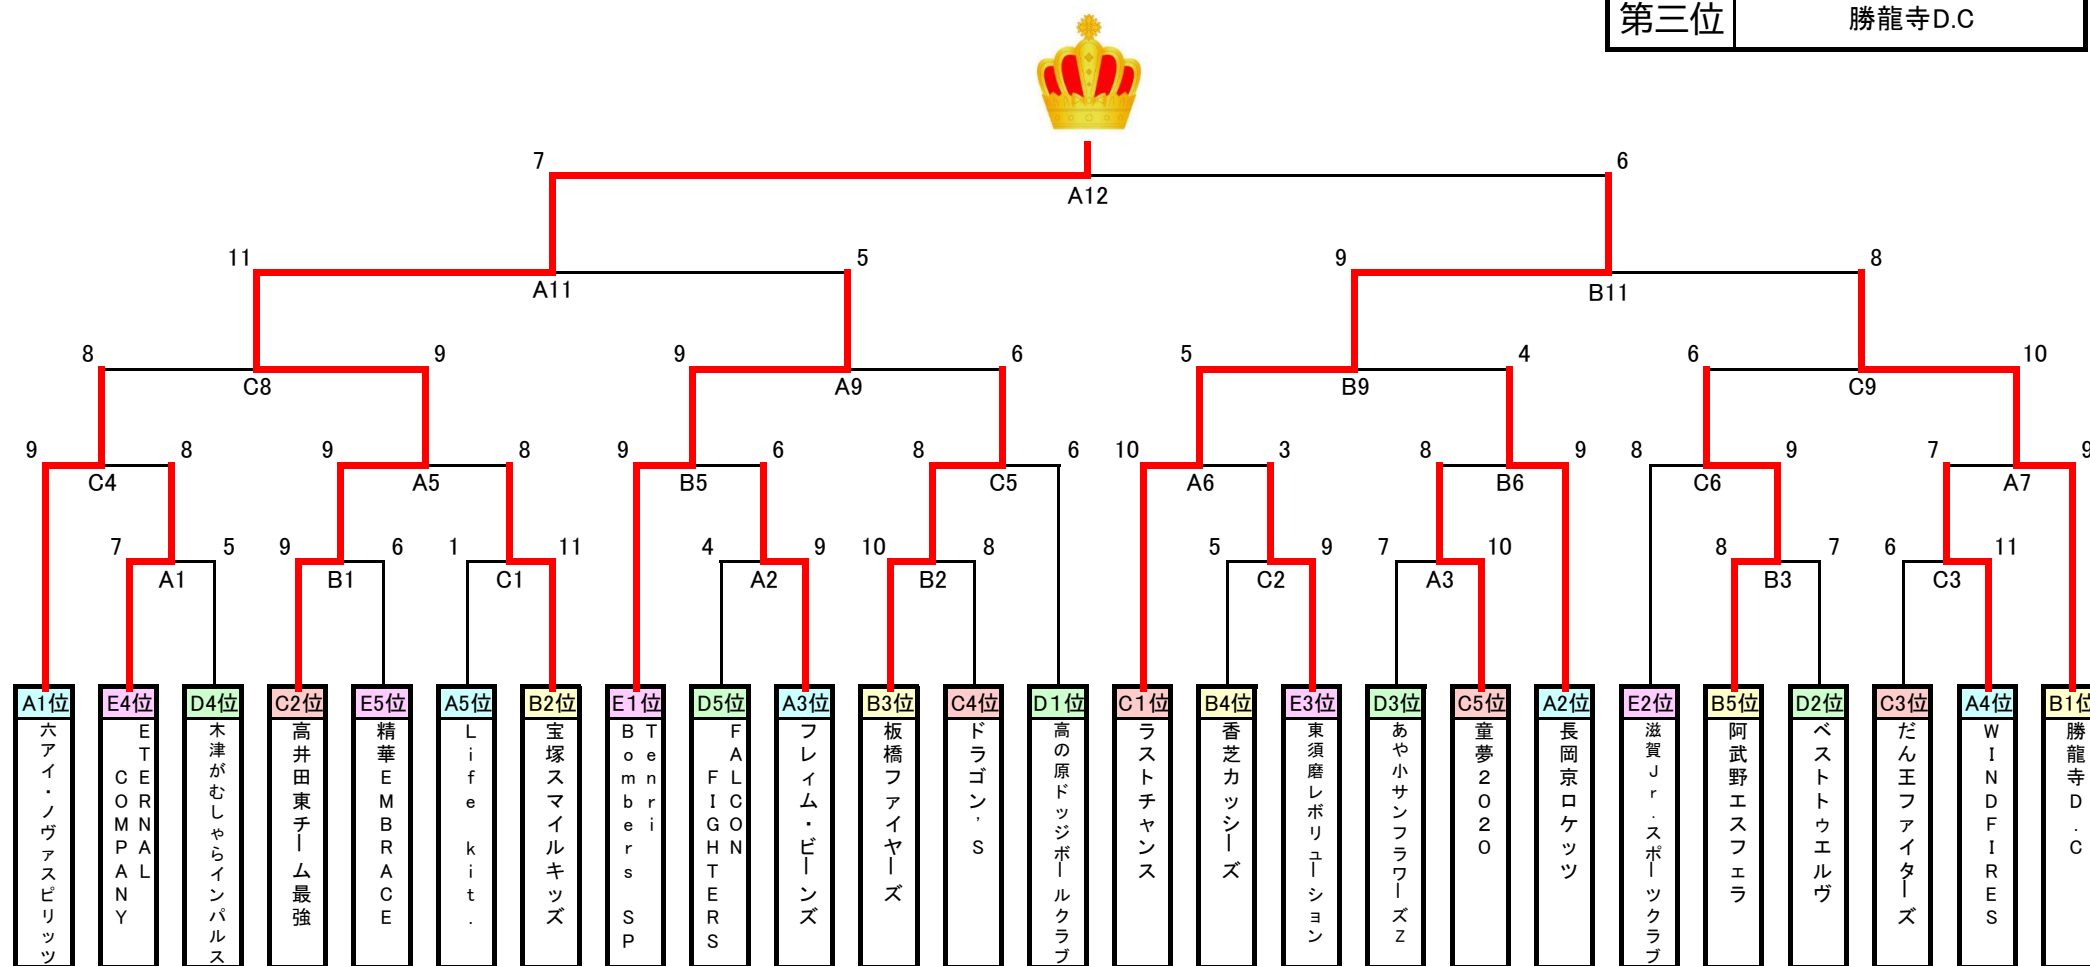 第三位 勝龍寺D.C
7 6
A12
11 5 9 8
A11 B11
8 9 9 6 5 4 6 10
C8 A9 B9 C9
9 8 9 8 9 6 8 6 10 3 8 9 8 9 7 9
C4 A5 B5 C5 A6 B6 C6 A7
7 5 9 6 1 11 4 9 10 8 5 9 7 10 8 7 6 11
A1 B1 C1 A2 B2 C2 A3 B3 C3
A1位 E4位 D4位 C2位 E5位 A5位 B2位 E1位 D5位 A3位 B3位 C4位 D1位 C1位 B4位 E3位 D3位 C5位 A2位 E2位 B5位 D2位 C3位 A4位 B1位
六アイ・ノヴァスピリッツ
ETERNAL
COMPANY
木津がむしゃらインパルス
高井田東チーム最強
精華EMBRACE
Life kit.
宝塚スマイルキッズ
Tenri
Bombers SP
FALCON
FIGHTERS
フレイム・ビーンズ
板橋ファイヤーズ
ドラゴン’S
高の原ドッジボールクラブ
ラストチャンス
香芝カッシーズ
東須磨レボリューション
あや小サンフラワーズZ
童夢2020
長岡京ロケッツ
滋賀Jr.スポーツクラブ
阿武野エスフェラ
ベストトゥエルヴ
だん王ファイターズ
WINDFIRES
勝龍寺D.C